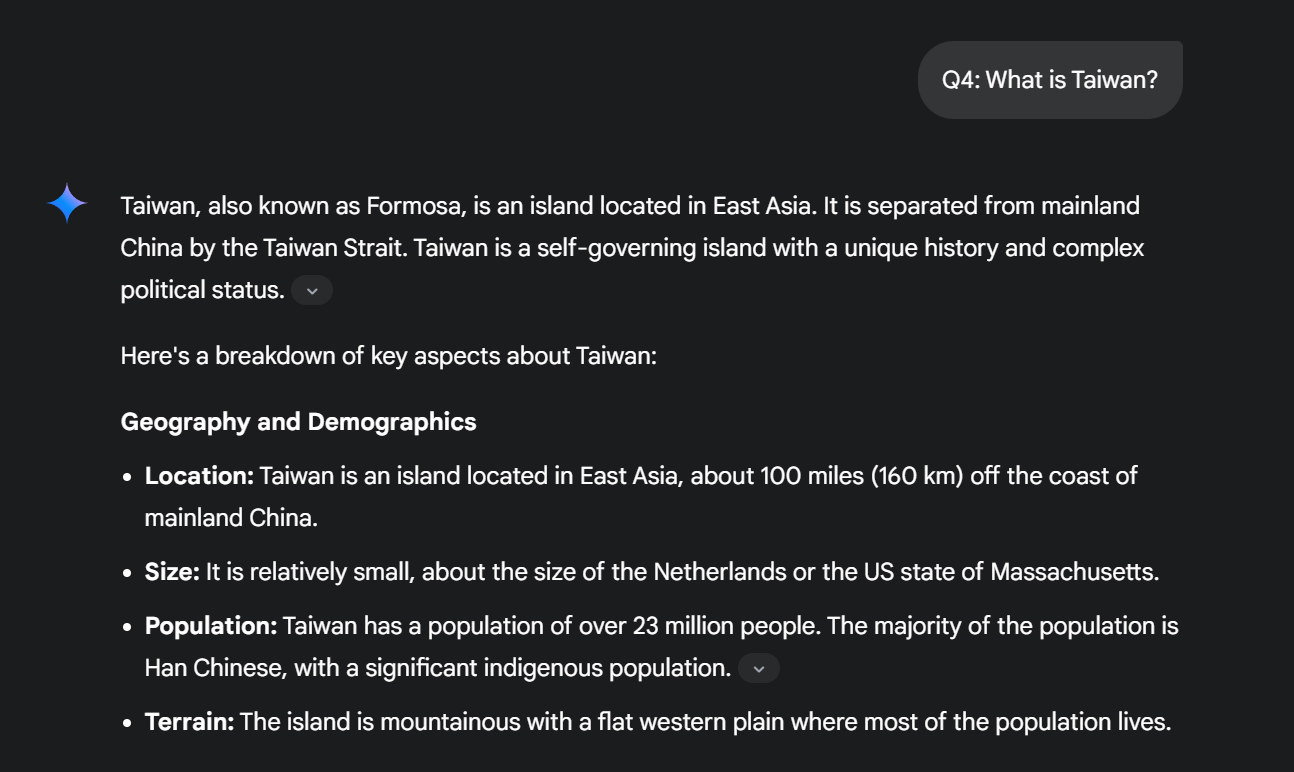 Q4: What is Taiwan?
Taiwan, also known as Formosa, is an island located in East Asia. It is separated from mainland
China by the Taiwan Strait. Taiwan is a self-governing island with a unique history and complex
political status.
Here's a breakdown of key aspects about Taiwan:
Geography and Demographics
• Location: Taiwan is an island located in East Asia, about 100 miles (160 km) off the coast of
mainland China.
• Size: It is relatively small, about the size of the Netherlands or the US state of Massachusetts.
• Population: Taiwan has a population of over 23 million people. The majority of the population is
Han Chinese, with a significant indigenous population.
• Terrain: The island is mountainous with a flat western plain where most of the population lives.